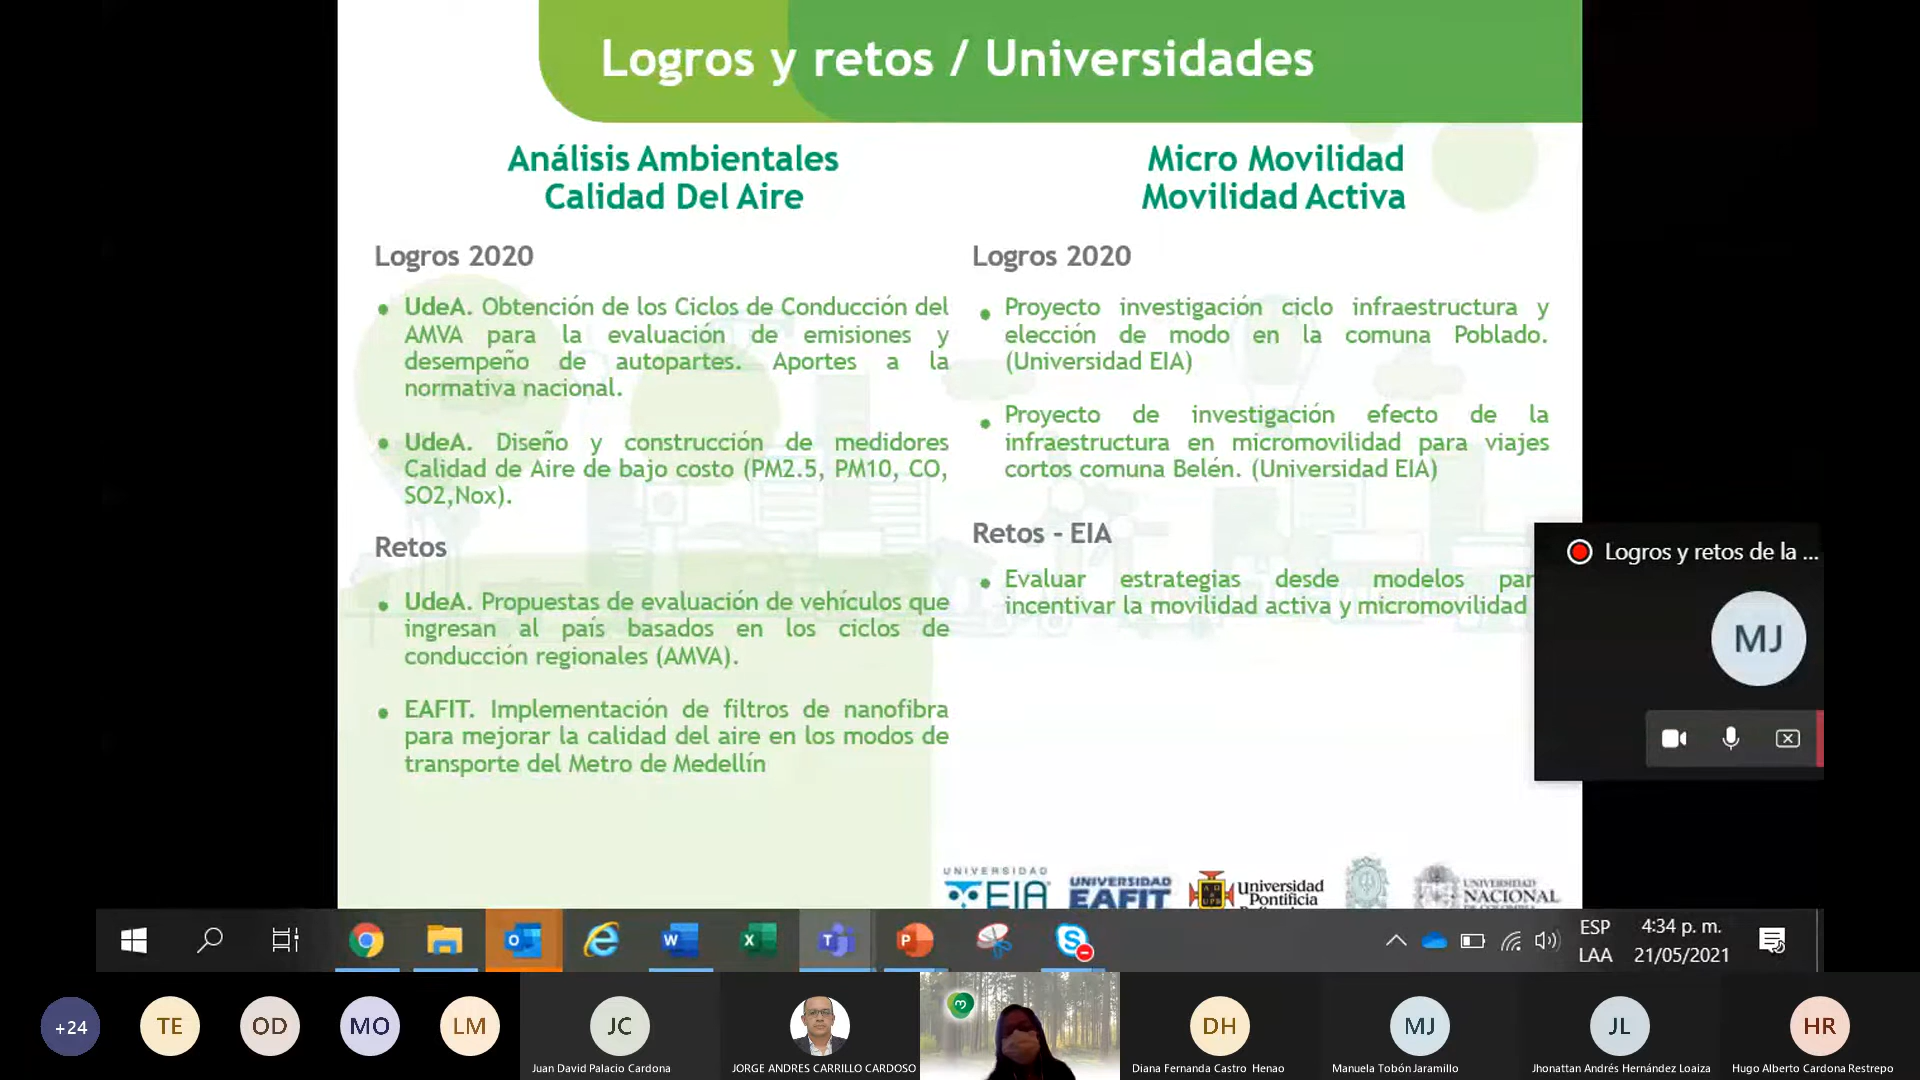 Logros y retos / Universidades
Análisis Ambientales
Calidad Del Aire
Logros 2020
UdeA. Obtención de los Ciclos de Conducción del
AMVA para la evaluación de emisiones y
desempeño de autopartes. Aportes a la
normativa nacional.
UdeA. Diseño y construcción de medidores
Calidad de Aire de bajo costo (PM2.5, PM10, CO,
SO2,Nox).
Retos
UdeA. Propuestas de evaluación de vehículos que
ingresan al país basados en los ciclos de
conducción regionales (AMVA).
EAFIT. Implementación de filtros de nanofibra
para mejorar la calidad del aire en los modos de
transporte del Metro de Medellín
Micro Movilidad
Movilidad Activa
Logros 2020
Proyecto investigación ciclo infraestructura y
elección de modo en la comuna Poblado.
(Universidad EIA)
Proyecto de investigación efecto de la
infraestructura en micromovilidad para viajes
cortos comuna Belén. (Universidad EIA)
Retos - EIA
Evaluar estrategias desde modelos par
incentivar la movilidad activa y micromovilidad
Logros y retos de la ...
MJ
UNIVERSIDAD
EIA
UNIVERSIDAD
EAFIT
Universidad
Pontificia
UNIVERSIDAD
NACIONAL
ESP
LAA
4:34 p. m.
21/05/2021
+24
TE
OD
MO
LM
JC
Juan David Palacio Cardona
JORGE ANDRES CARRILLO CARDOSO
DH
Diana Fernanda Castro Henao
MJ
Manuela Tobón Jaramillo
JL
Jhonattan Andrés Hernández Loaiza
HR
Hugo Alberto Cardona Restrepo